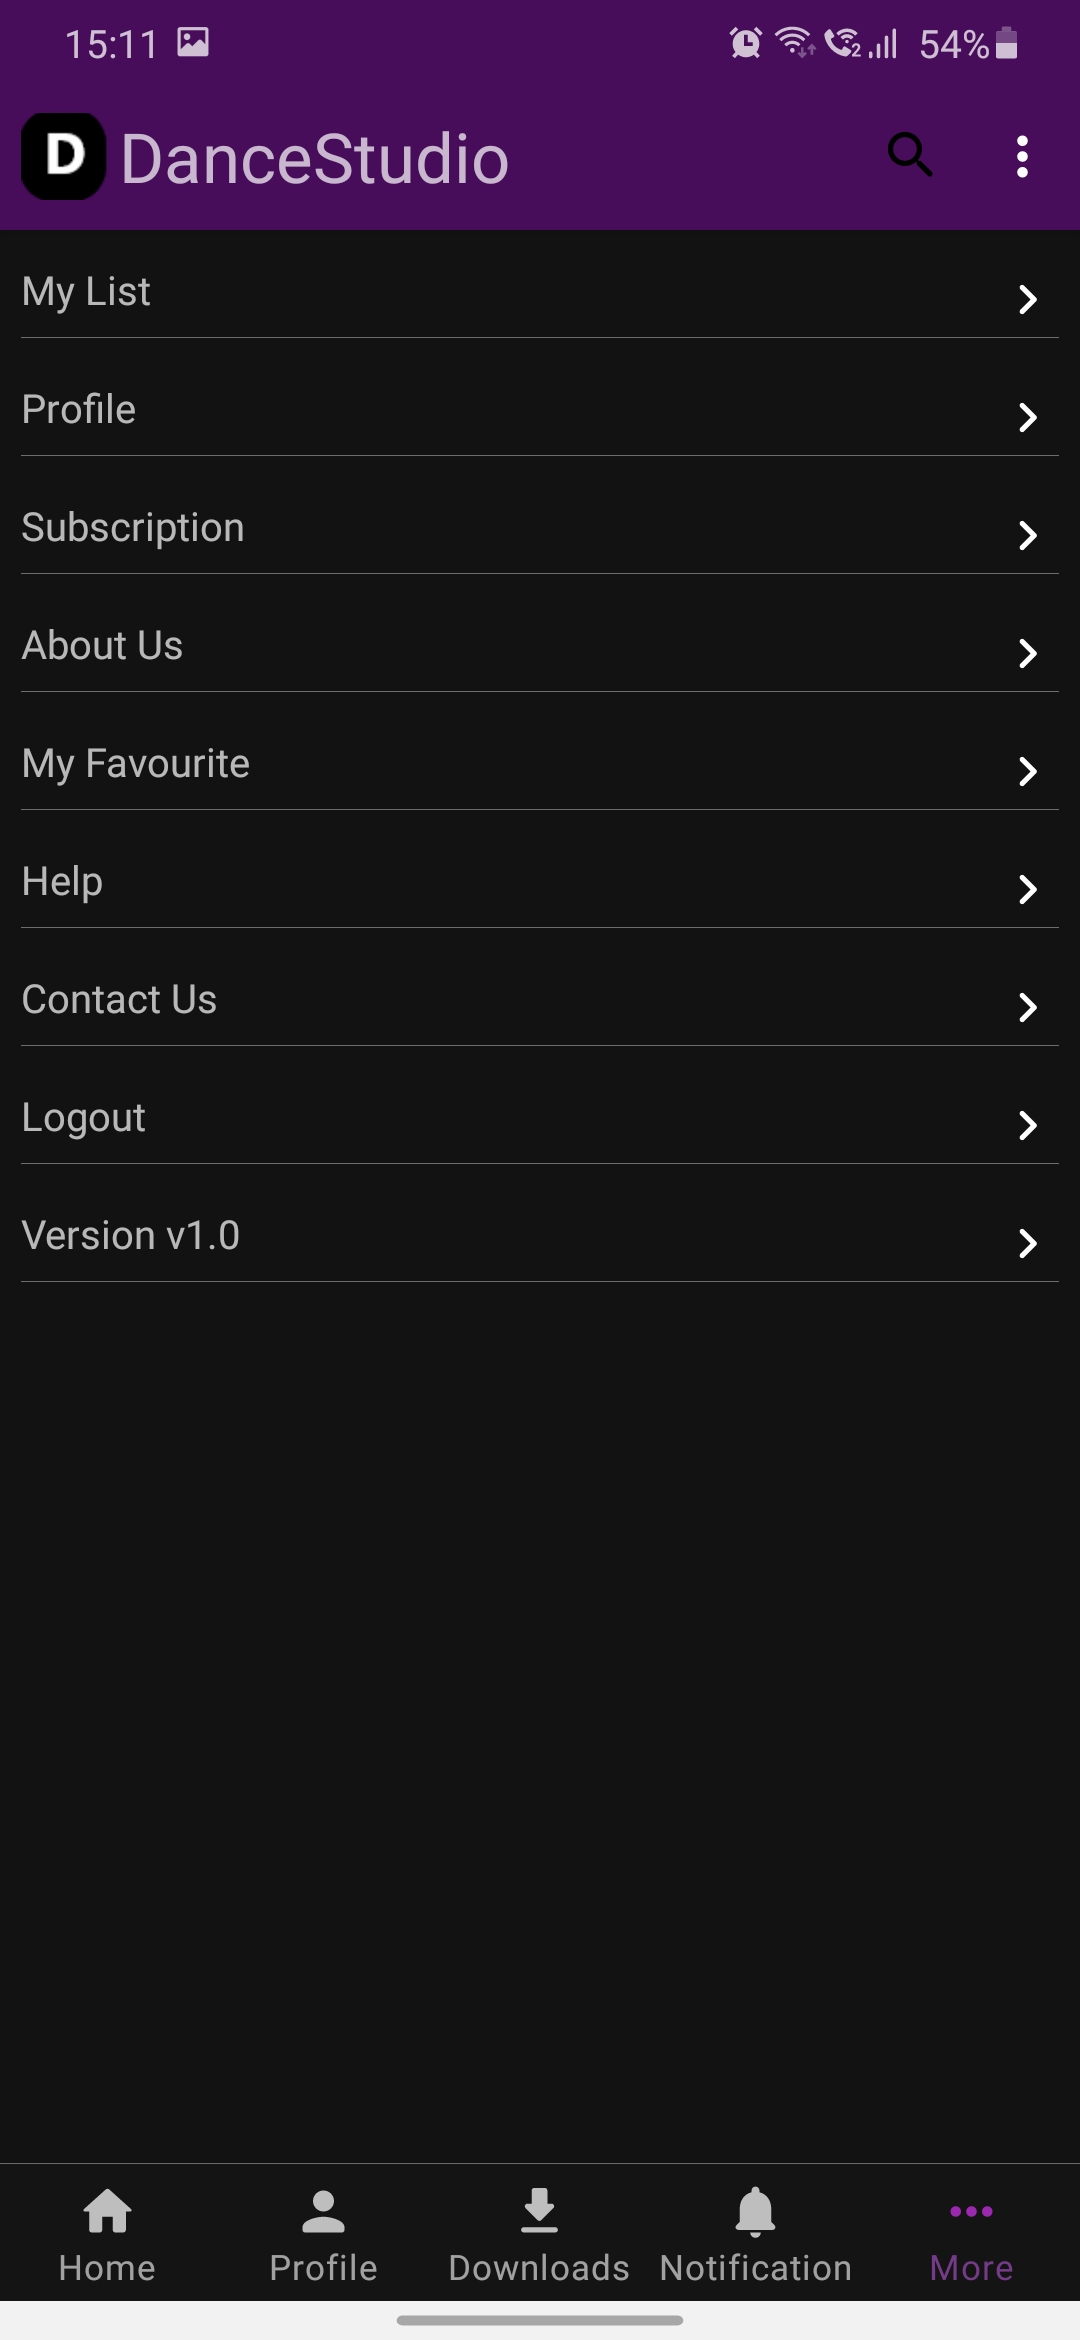 15:11
54%
D DanceStudio
My List
Profile
Subscription
About Us
My Favourite
Help
Contact Us
Logout
Version v1.0
Home Profile Downloads Notification More